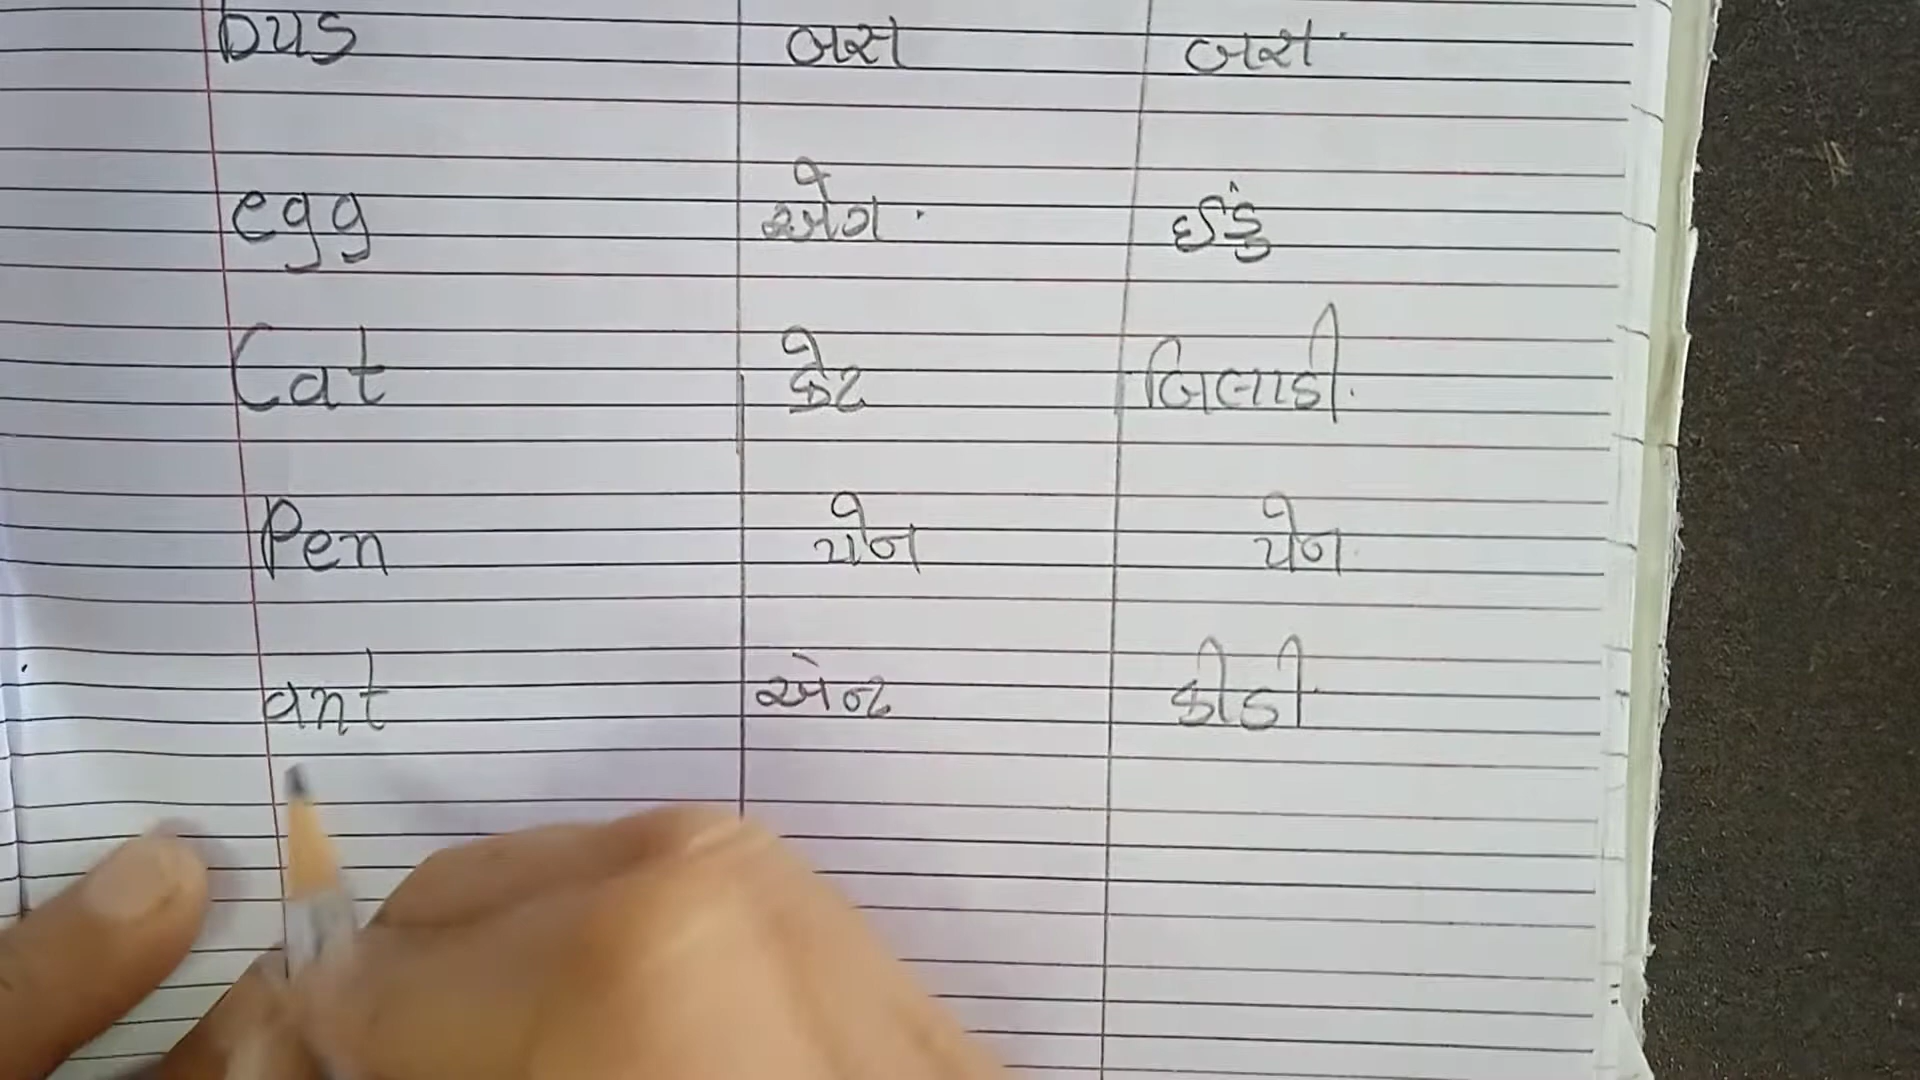 bus બસ બસ.
egg એગ. ઈંડું
Cat કેટ બિલાડી.
Pen પેન પેન.
ant એન્ટ કીડી.